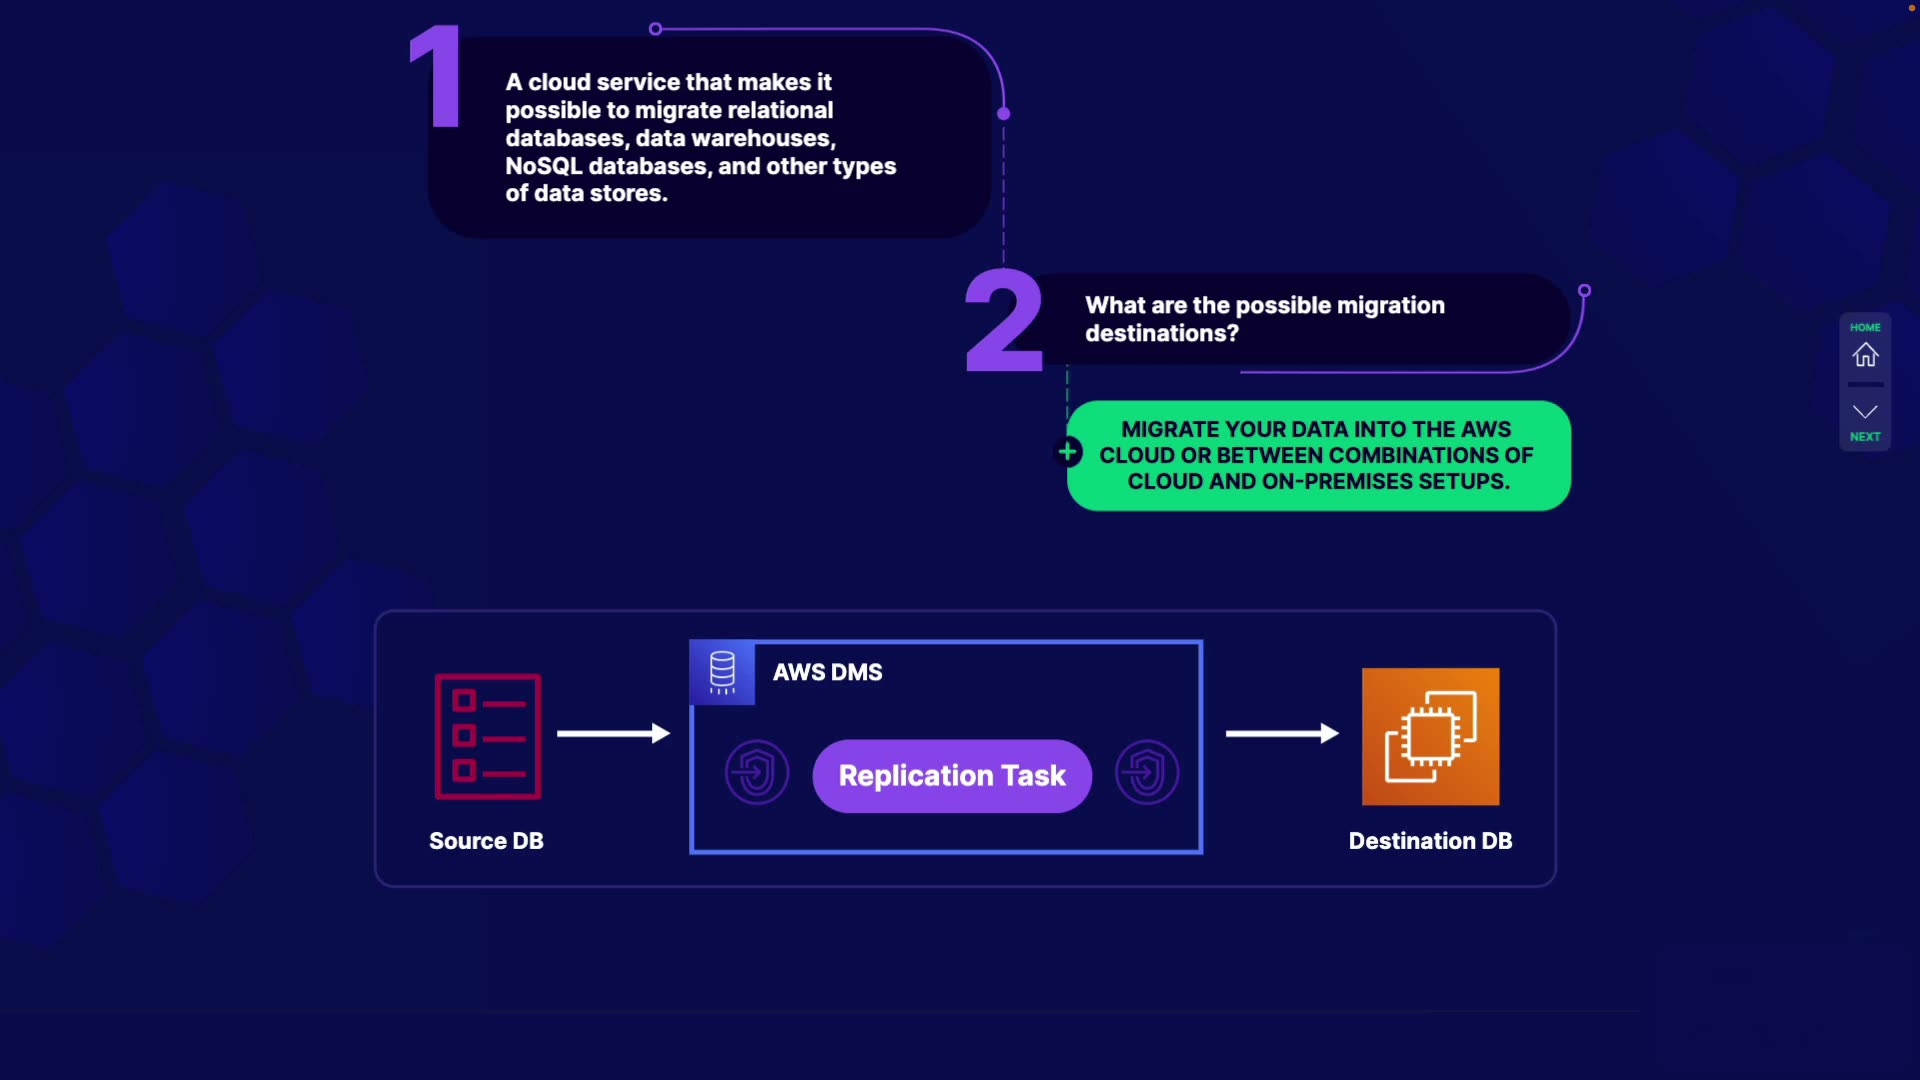 1
A cloud service that makes it
possible to migrate relational
databases, data warehouses,
NoSQL databases, and other types
of data stores.
2
What are the possible migration
destinations?
HOME
NEXT
+
MIGRATE YOUR DATA INTO THE AWS
CLOUD OR BETWEEN COMBINATIONS OF
CLOUD AND ON-PREMISES SETUPS.
AWS DMS
Replication Task
Source DB
Destination DB